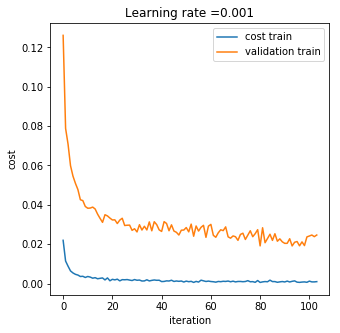 Learning rate =0.001
cost train
validation train
0.12
0.10
0.08
0.06
0.04
0.02
0.00
cost
0 20 40 60 80 100
iteration